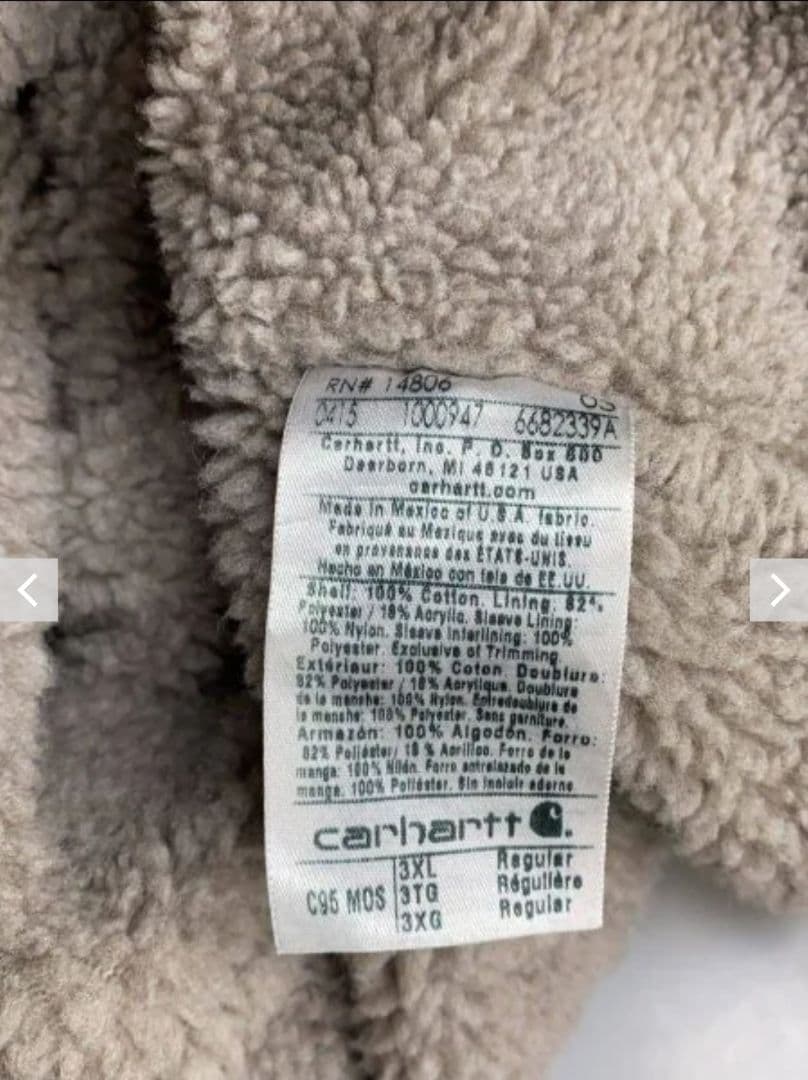 RN# 14806
0415 1000947 6682339A
Carhartt, Inc. P. O. Box 600
Dearborn, MI 48121 USA
carhartt.com
Made in Mexico of U.S.A. fabric.
Fabriqué au Mexique avec du tissu
en provenance des ÉTATS-UNIS.
Hecho en México con tela de EE.UU.
Shell: 100% Cotton. Lining: 82%
Polyester / 18% Acrylic. Sleeve Lining:
100% Nylon. Sleeve Interlining: 100%
Polyester. Exclusive of Trimming
Extérieur: 100% Coton. Doublure:
82% Polyester / 18% Acrylique. Doublure
de la manche: 100% Nylon. Entredoublure de
la manche: 100% Polyester. Sans garniture.
Armazón: 100% Algodón. Forro:
82% Poliéster/ 18 % Acrílico. Forro de la
manga: 100% Nilón. Forro entrelazado de la
manga. 100% Poliéster. Sin incluir adorno
carhartt
3XL Regular
C95 MOS 3TG Régulière
3XG Regular